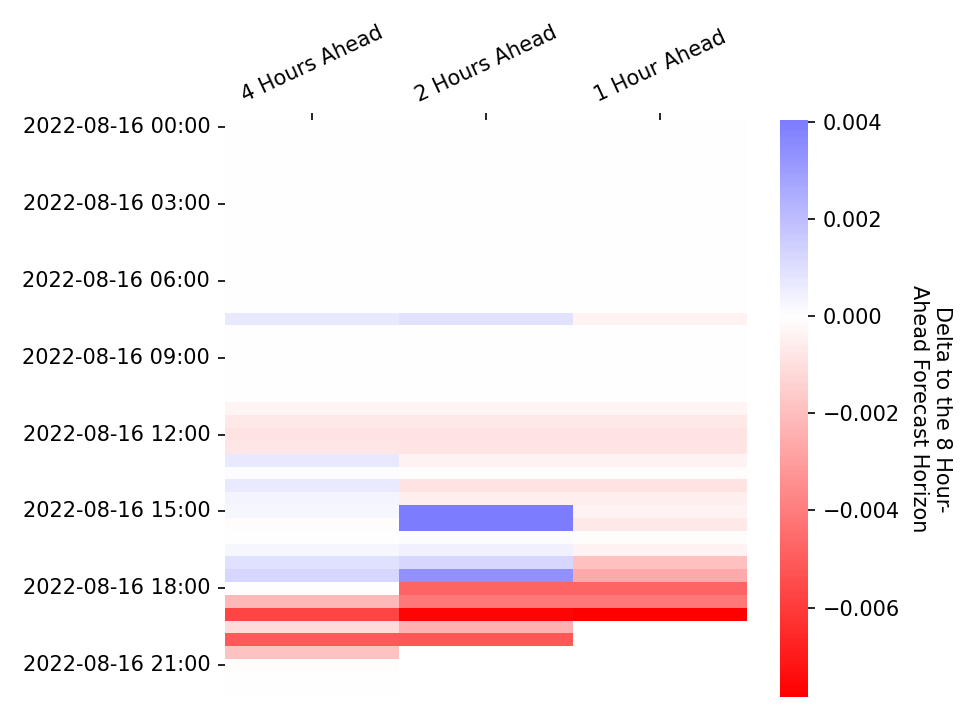 4 Hours Ahead
2 Hours Ahead
1 Hour Ahead
2022-08-16 00:00
2022-08-16 03:00
2022-08-16 06:00
2022-08-16 09:00
2022-08-16 12:00
2022-08-16 15:00
2022-08-16 18:00
2022-08-16 21:00
0.004
0.002
0.000
−0.002
−0.004
−0.006
Delta to the 8 Hour-
Ahead Forecast Horizon